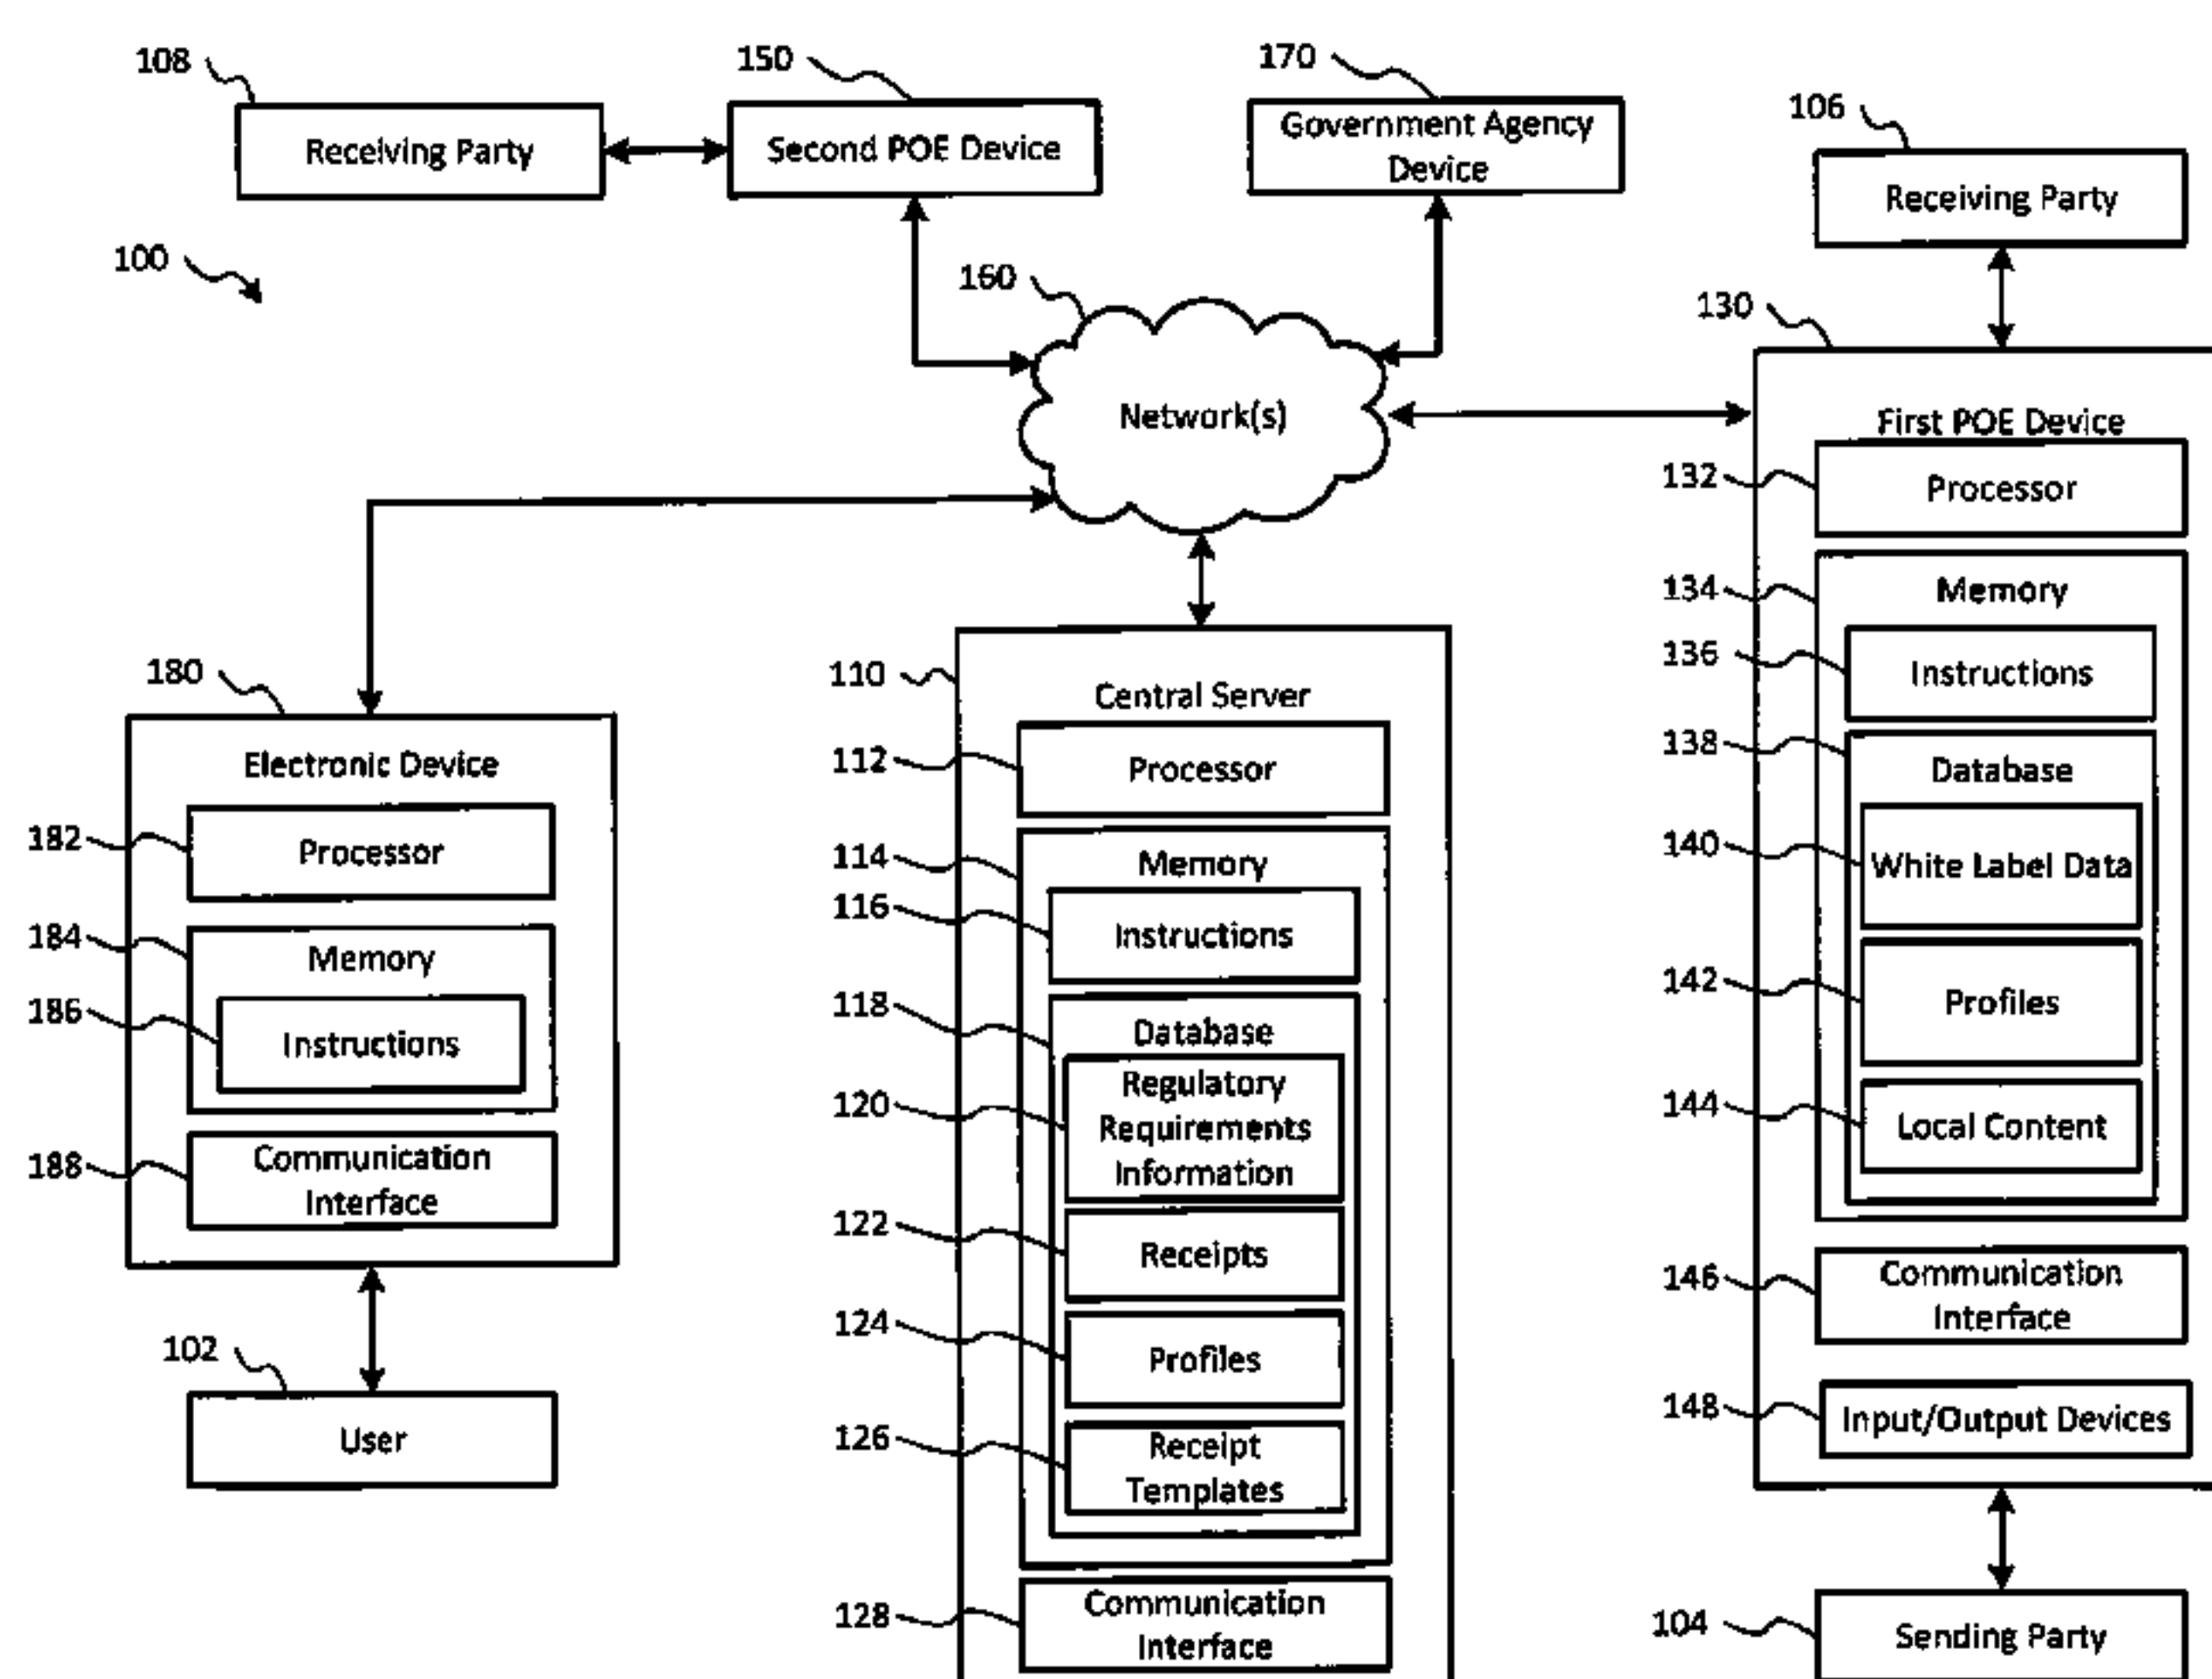 108
Receiving Party
150
Second POE Device
170
Government Agency
Device
106
Receiving Party
100
160
Network(s)
130
First POE Device
132
Processor
134
Memory
136
Instructions
138
Database
140
White Label Data
142
Profiles
144
Local Content
146
Communication
Interface
148
Input/Output Devices
104
Sending Party
180
Electronic Device
182
Processor
184
Memory
186
Instructions
188
Communication
Interface
102
User
110
Central Server
112
Processor
114
Memory
116
Instructions
118
Database
120
Regulatory
Requirements
Information
122
Receipts
124
Profiles
126
Receipt
Templates
128
Communication
Interface